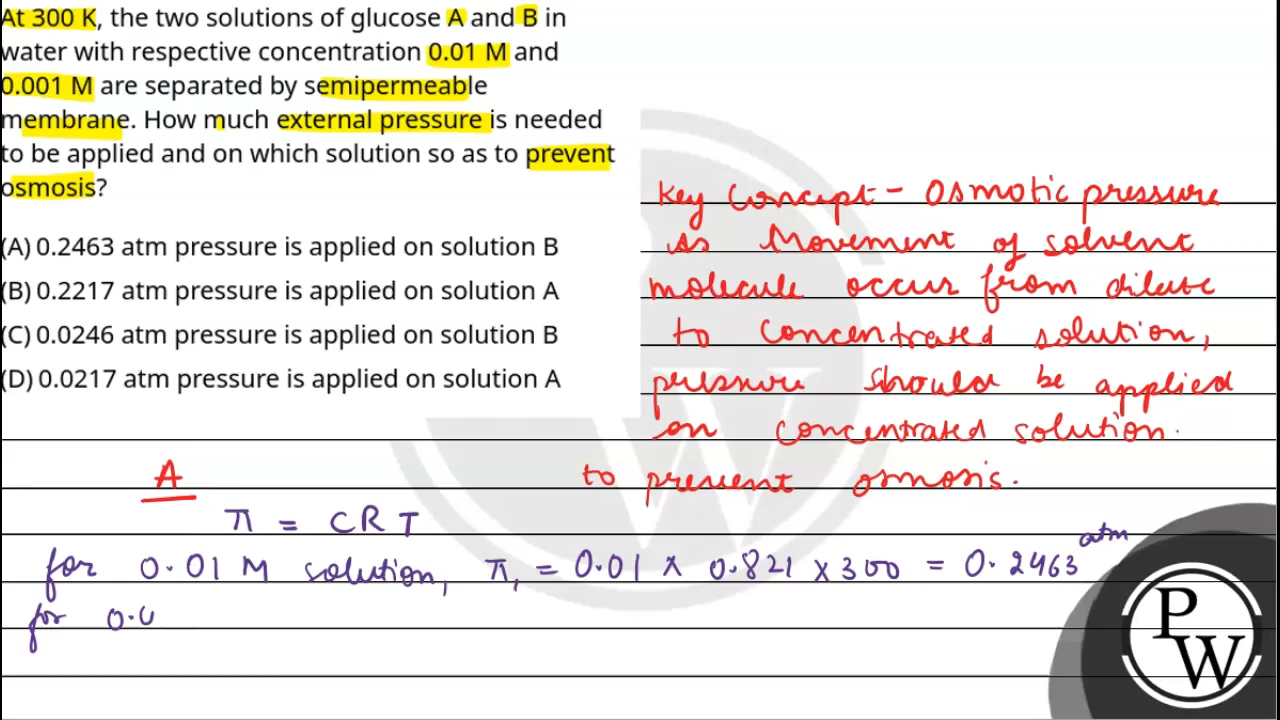 At 300 K, the two solutions of glucose A and B in
water with respective concentration 0.01 M and
0.001 M are separated by semipermeable
membrane. How much external pressure is needed
to be applied and on which solution so as to prevent
osmosis?
(A) 0.2463 atm pressure is applied on solution B
(B) 0.2217 atm pressure is applied on solution A
(C) 0.0246 atm pressure is applied on solution B
(D) 0.0217 atm pressure is applied on solution A
Key Concept - Osmotic pressure
As Movement of solvent
molecule occur from dilute
to concentrated solution,
pressure should be applied
on concentrated solution.
to prevent osmosis.
A
π = CRT
for 0.01 M solution, π₁ = 0.01 × 0.821 × 300 = 0.2463 atm
for 0.0
P
W